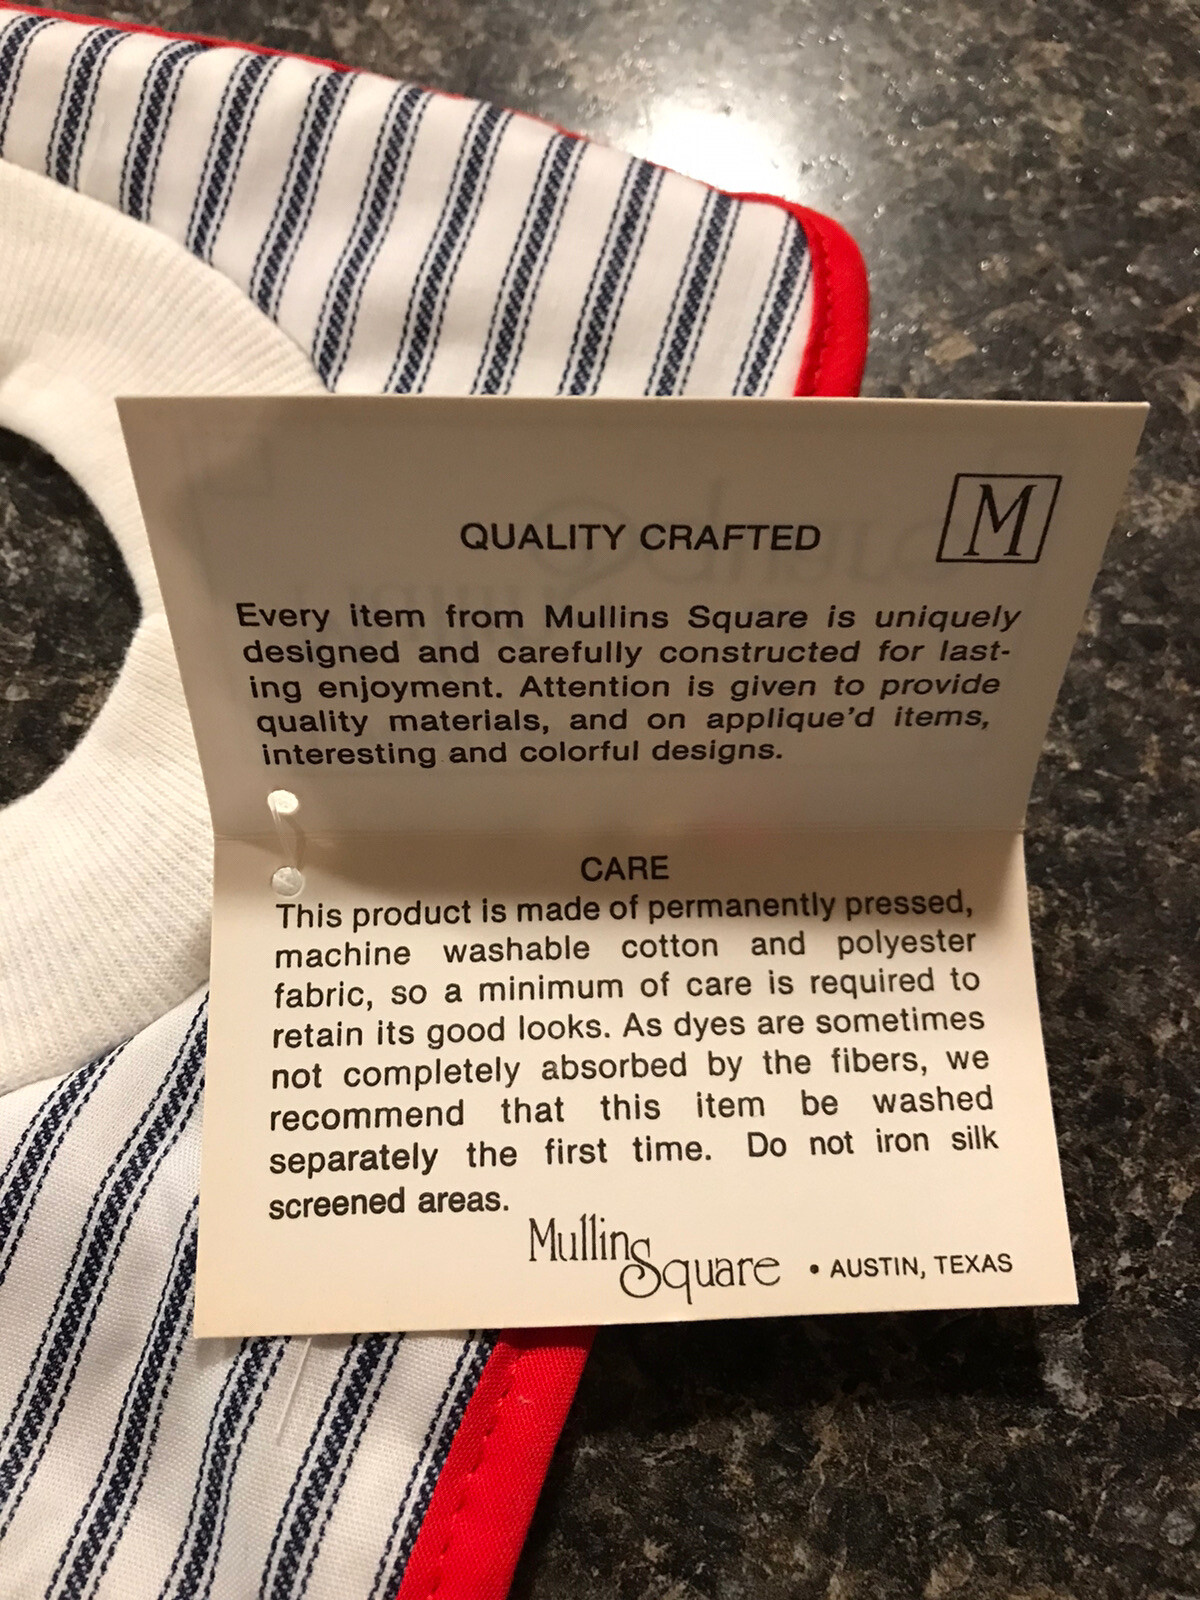 M
QUALITY CRAFTED
Every item from Mullins Square is uniquely
designed and carefully constructed for last-
ing enjoyment. Attention is given to provide
quality materials, and on applique'd items,
interesting and colorful designs.
CARE
This product is made of permanently pressed,
machine washable cotton and polyester
fabric, so a minimum of care is required to
retain its good looks. As dyes are sometimes
not completely absorbed by the fibers, we
recommend that this item be washed
separately the first time. Do not iron silk
screened areas.
Mullins
Square • AUSTIN, TEXAS